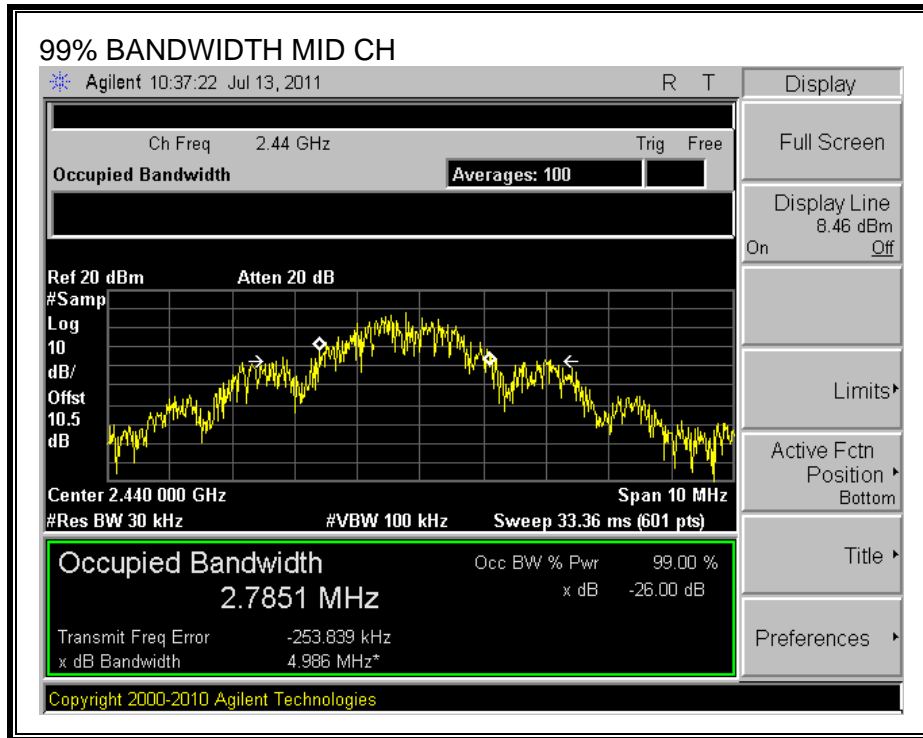 99% BANDWIDTH MID CH
Agilent 10:37:22 Jul 13, 2011 R T
Display
Ch Freq 2.44 GHz Trig Free
Full Screen
Occupied Bandwidth Averages: 100
Display Line
8.46 dBm
On Off
Ref 20 dBm Atten 20 dB
#Samp
Log
10
dB/
Offst
10.5
dB
Limits
Active Fctn
Position
Bottom
Center 2.440 000 GHz Span 10 MHz
#Res BW 30 kHz #VBW 100 kHz Sweep 33.36 ms (601 pts)
Occupied Bandwidth Occ BW % Pwr 99.00 %
2.7851 MHz x dB -26.00 dB
Title
Transmit Freq Error -253.839 kHz
x dB Bandwidth 4.986 MHz*
Preferences
Copyright 2000-2010 Agilent Technologies